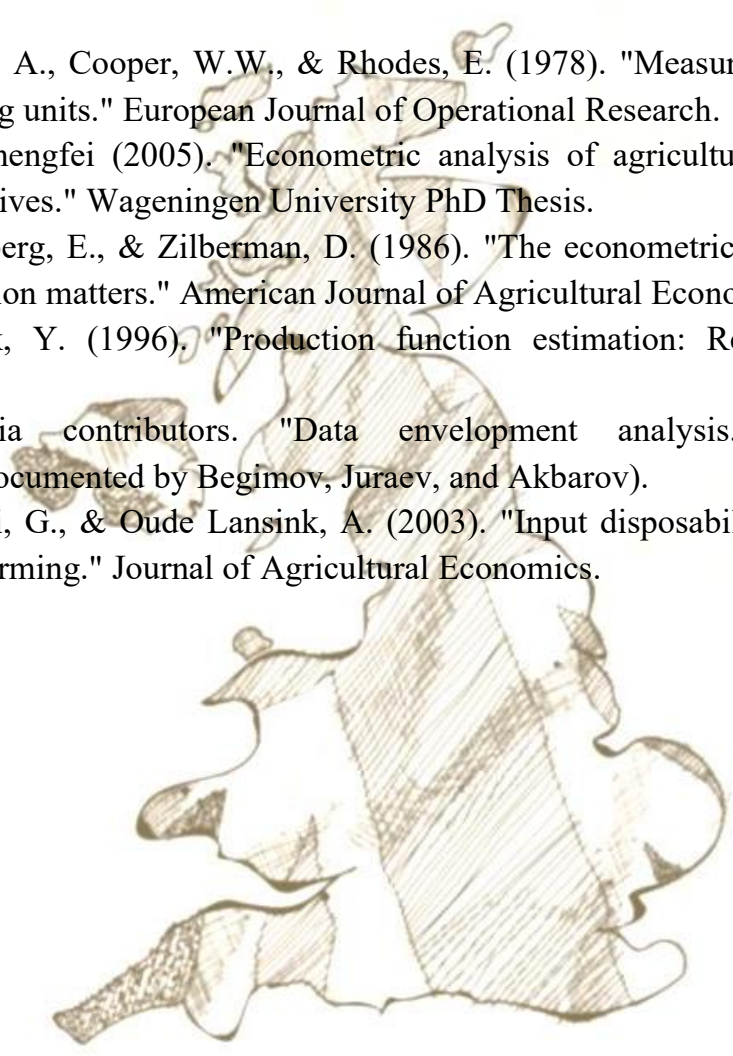 A., Cooper, W.W., & Rhodes, E. (1978). "Measur
g units." European Journal of Operational Research.
hengfei (2005). "Econometric analysis of agricultu
ives." Wageningen University PhD Thesis.
berg, E., & Zilberman, D. (1986). "The econometric
ion matters." American Journal of Agricultural Econo
, Y. (1996). "Production function estimation: Re
ia contributors. "Data envelopment analysis.
ocumented by Begimov, Juraev, and Akbarov).
i, G., & Oude Lansink, A. (2003). "Input disposabil
rming." Journal of Agricultural Economics.